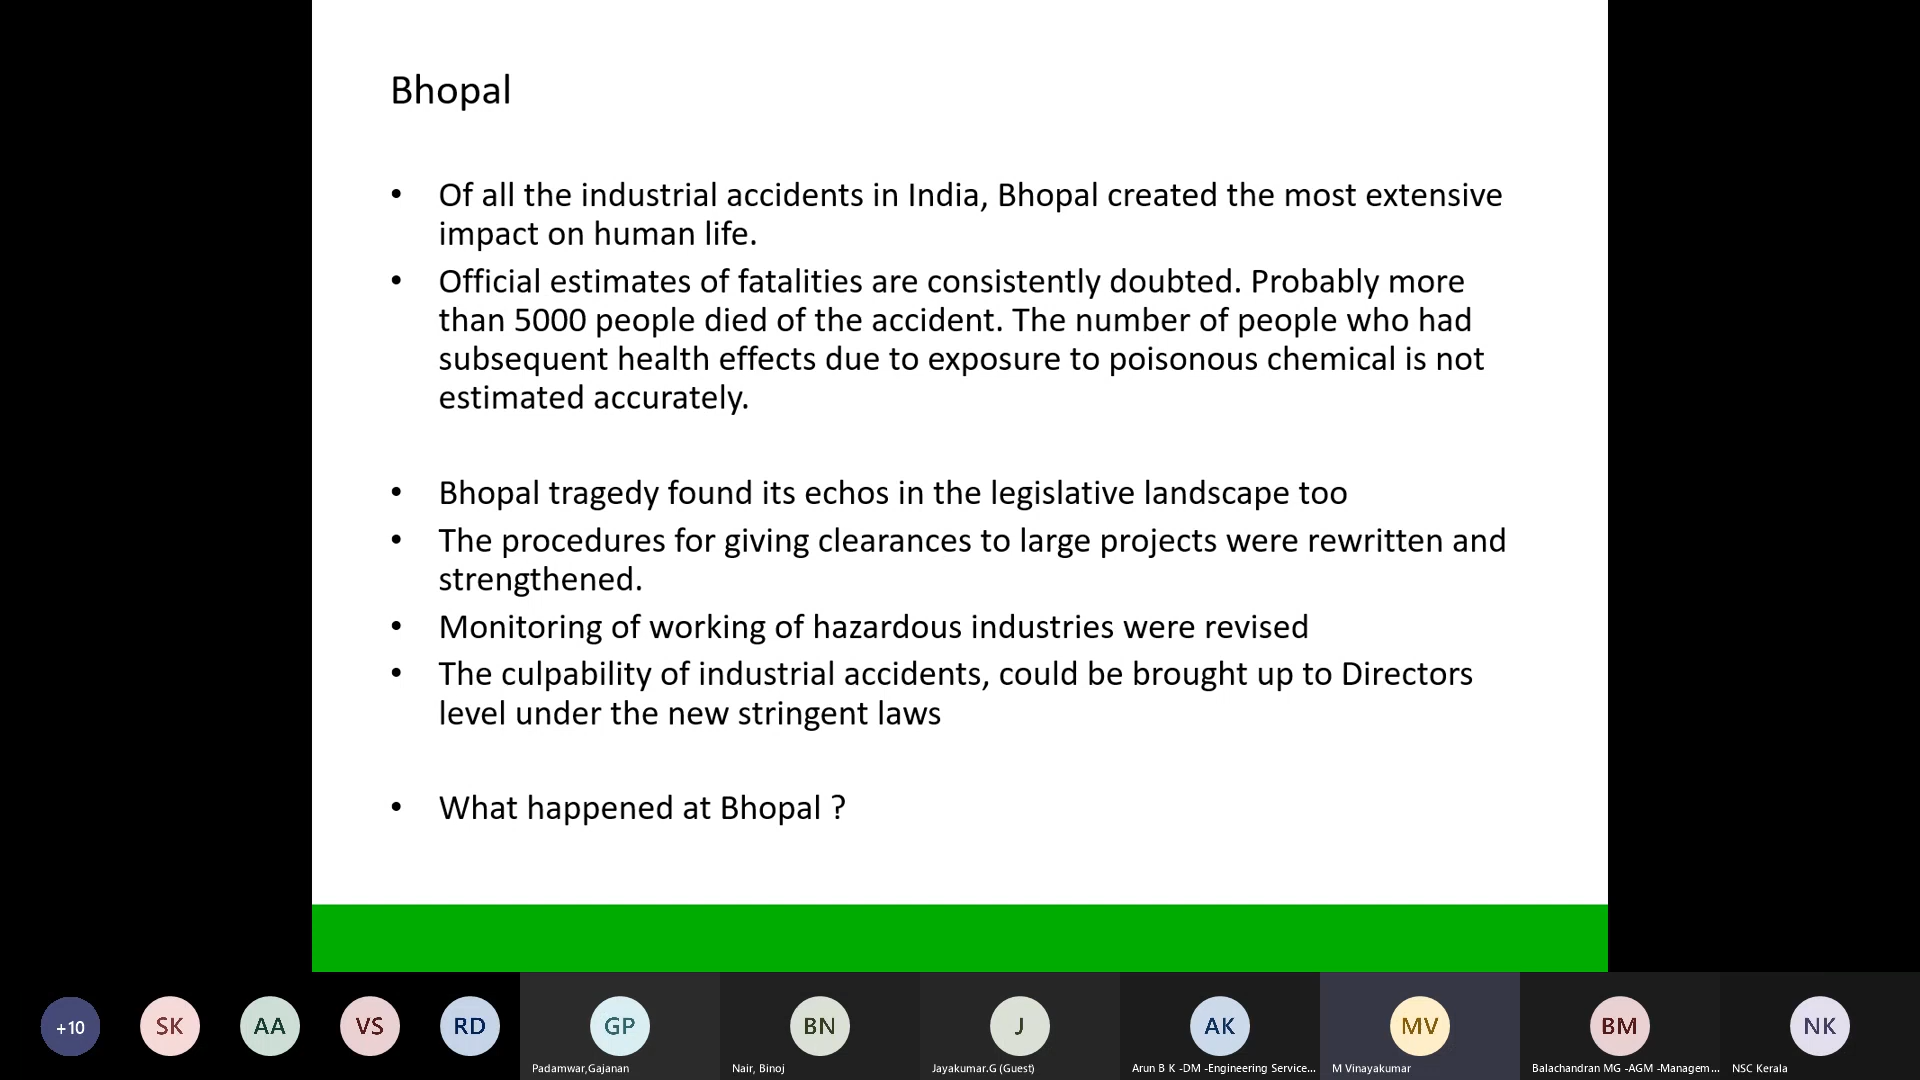 Bhopal
• Of all the industrial accidents in India, Bhopal created the most extensive
impact on human life.
• Official estimates of fatalities are consistently doubted. Probably more
than 5000 people died of the accident. The number of people who had
subsequent health effects due to exposure to poisonous chemical is not
estimated accurately.
• Bhopal tragedy found its echos in the legislative landscape too
• The procedures for giving clearances to large projects were rewritten and
strengthened.
• Monitoring of working of hazardous industries were revised
• The culpability of industrial accidents, could be brought up to Directors
level under the new stringent laws
• What happened at Bhopal ?
+10 SK AA VS RD GP BN J AK MV BM NK
Padamwar,Gajanan Nair, Binoj Jayakumar.G (Guest) Arun B K -DM -Engineering Service... M Vinayakumar Balachandran MG -AGM -Managem... NSC Kerala